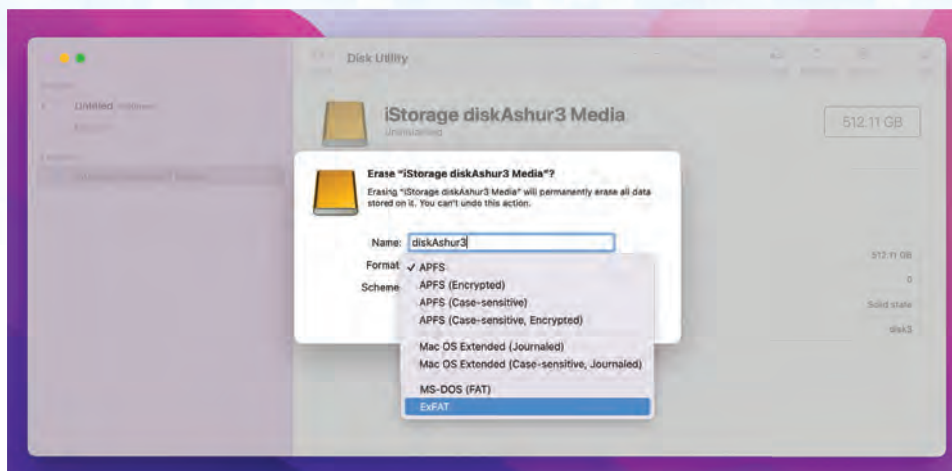 Disk Utility
Untitled
iStorage diskAshur3 Media
Uninitialised
512.11 GB
Erase "iStorage diskAshur3 Media"?
Erasing "iStorage diskAshur3 Media" will permanently erase all data
stored on it. You can't undo this action.
Name: diskAshur3
Format ✓ APFS
Scheme
APFS (Encrypted)
APFS (Case-sensitive)
APFS (Case-sensitive, Encrypted)
Mac OS Extended (Journaled)
Mac OS Extended (Case-sensitive, Journaled)
MS-DOS (FAT)
ExFAT
512.11 GB
0
Solid state
disk3